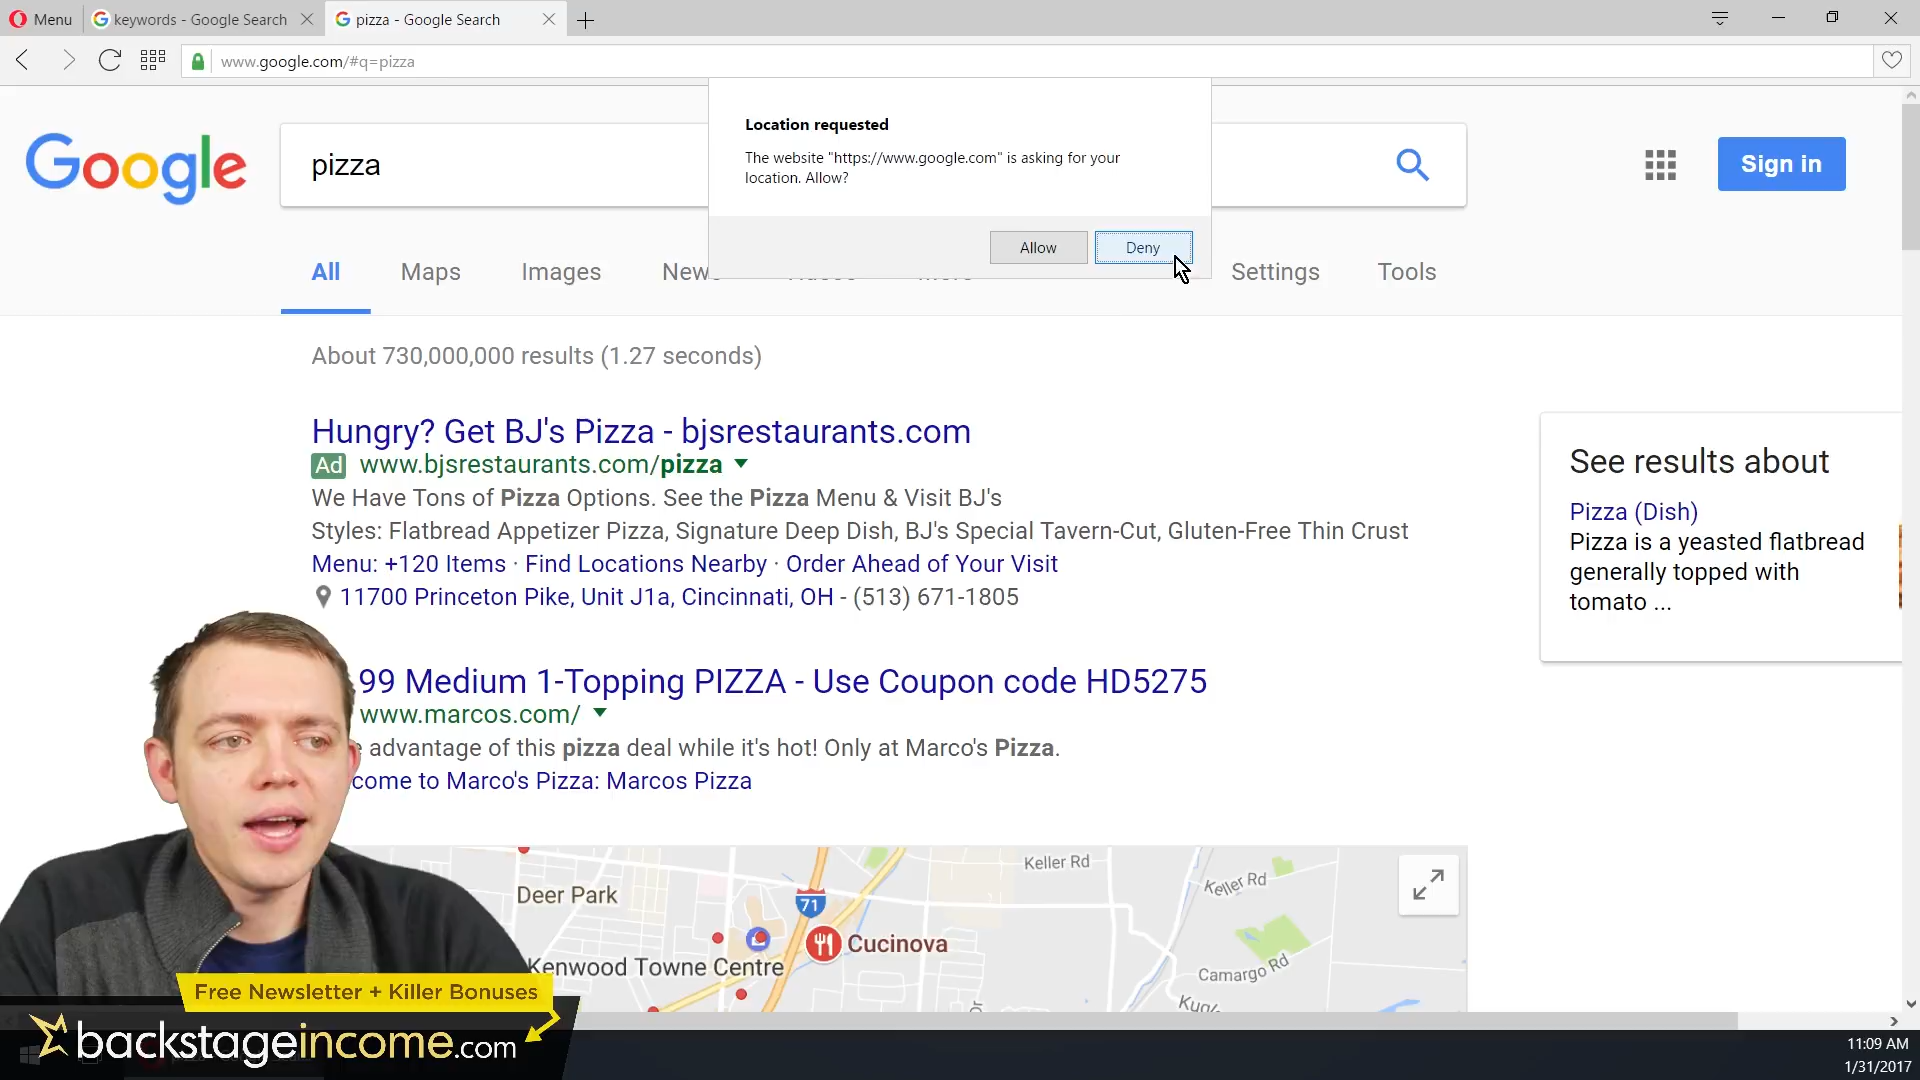 Menu
keywords - Google Search
pizza - Google Search
www.google.com/#q=pizza
Location requested
The website "https://www.google.com" is asking for your
location. Allow?
Allow
Deny
Google
pizza
Sign in
All
Maps
Images
News
Settings
Tools
About 730,000,000 results (1.27 seconds)
Hungry? Get BJ's Pizza - bjsrestaurants.com
Ad www.bjsrestaurants.com/pizza
We Have Tons of Pizza Options. See the Pizza Menu & Visit BJ's
Styles: Flatbread Appetizer Pizza, Signature Deep Dish, BJ's Special Tavern-Cut, Gluten-Free Thin Crust
Menu: +120 Items · Find Locations Nearby · Order Ahead of Your Visit
11700 Princeton Pike, Unit J1a, Cincinnati, OH - (513) 671-1805
See results about
Pizza (Dish)
Pizza is a yeasted flatbread
generally topped with
tomato ...
99 Medium 1-Topping PIZZA - Use Coupon code HD5275
www.marcos.com/
advantage of this pizza deal while it's hot! Only at Marco's Pizza.
come to Marco's Pizza: Marcos Pizza
Keller Rd
Keller Rd
Deer Park
71
Cucinova
Kenwood Towne Centre
Camargo Rd
Free Newsletter + Killer Bonuses
backstageincome.com
11:09 AM
1/31/2017